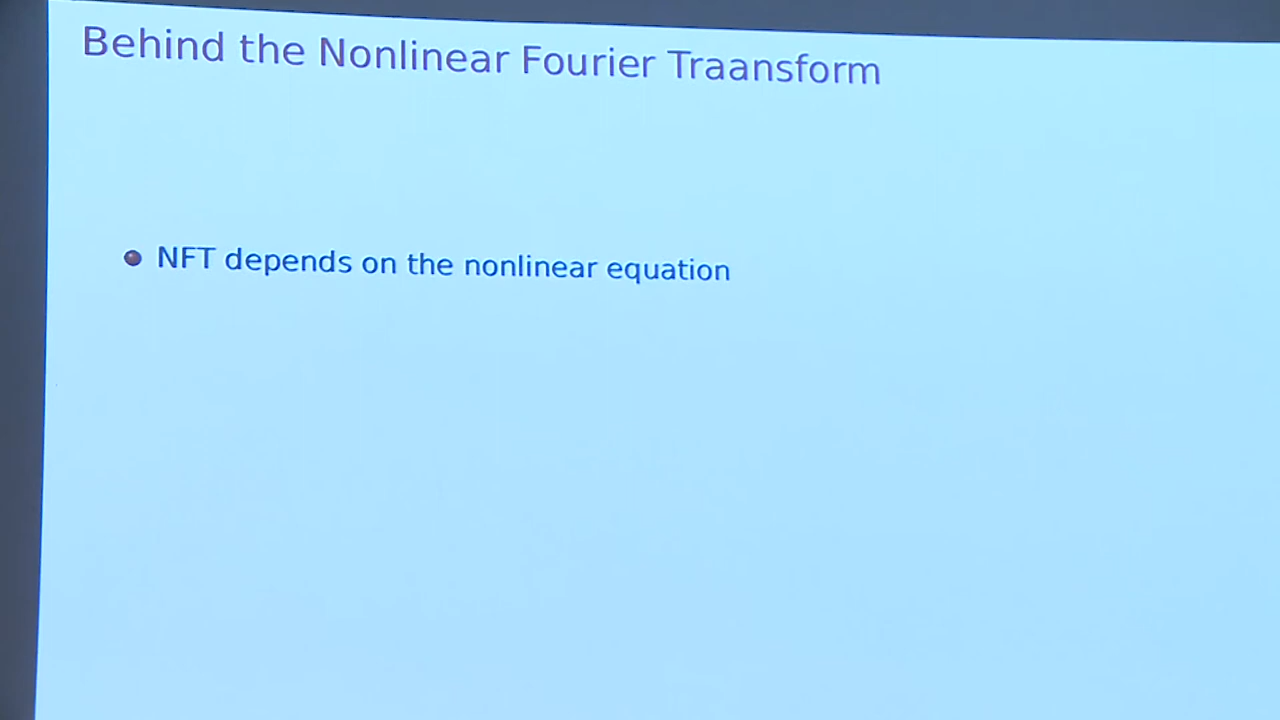 Behind the Nonlinear Fourier Traansform
NFT depends on the nonlinear equation